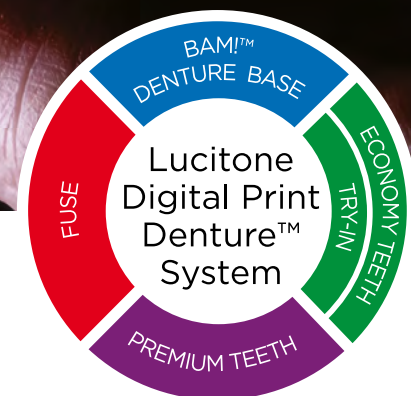 BAM!™
DENTURE BASE
ECONOMY TEETH
TRY-IN
PREMIUM TEETH
FUSE
Lucitone
Digital Print
Denture™
System